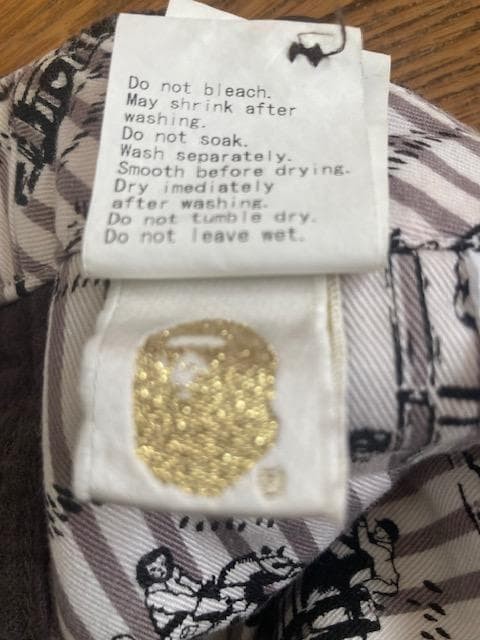 Do not bleach.
May shrink after
washing.
Do not soak.
Wash separately.
Smooth before drying.
Dry imediately
after washing.
Do not tumble dry.
Do not leave wet.